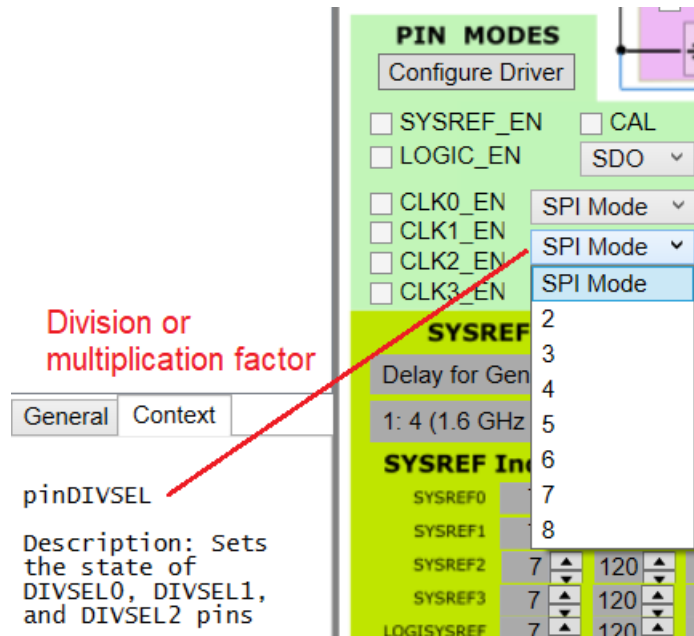 PIN MODES
Configure Driver
SYSREF_EN
CAL
LOGIC_EN
SDO
CLK0_EN
SPI Mode
CLK1_EN
SPI Mode
CLK2_EN
CLK3_EN
SPI Mode
2
3
4
5
6
7
8
Division or
multiplication factor
SYSREF
Delay for Gen
1: 4 (1.6 GHz
SYSREF In
SYSREF0
SYSREF1
SYSREF2 7 120
SYSREF3 7 120
LOGISYSREF 7 120
General Context
pinDIVSEL
Description: Sets
the state of
DIVSEL0, DIVSEL1,
and DIVSEL2 pins